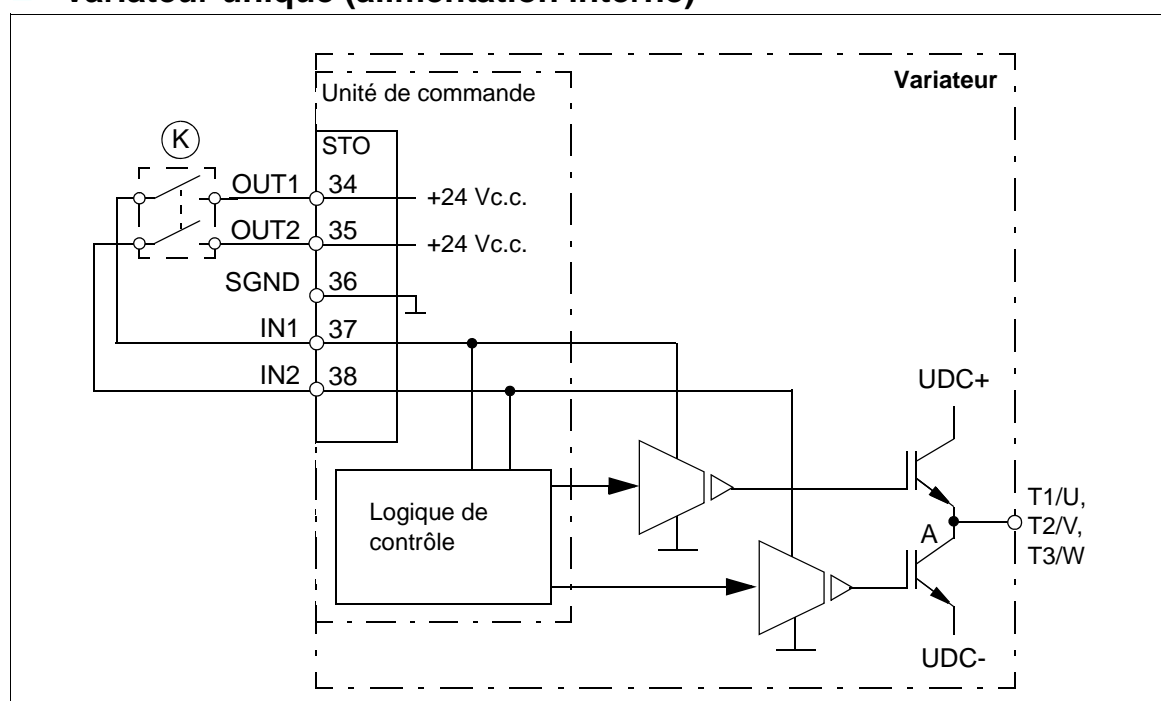 Variateur unique (alimentation interne)
Variateur
Unité de commande
K
STO
OUT1 34 +24 Vc.c.
OUT2 35 +24 Vc.c.
SGND 36
IN1 37
IN2 38
UDC+
Logique de
contrôle
A
T1/U,
T2/V,
T3/W
UDC-